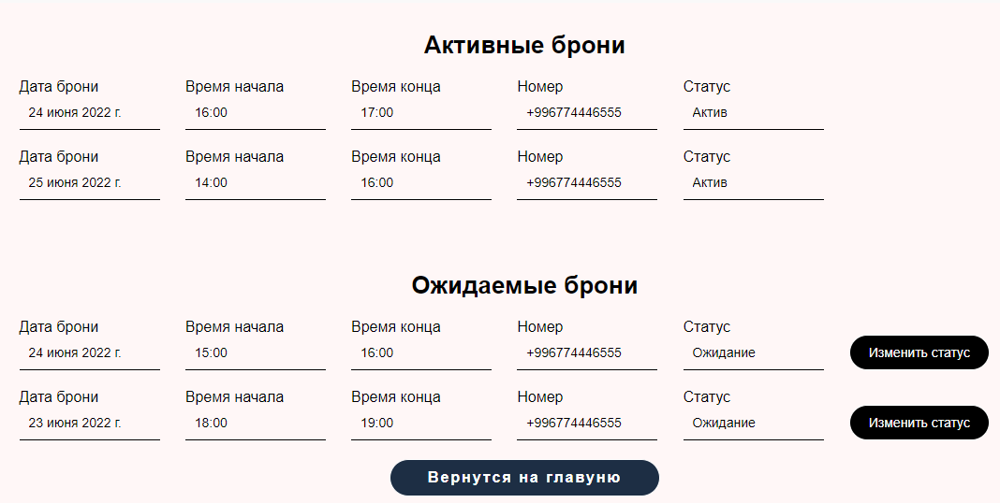 Активные брони
Дата брони Время начала Время конца Номер Статус
24 июня 2022 г. 16:00 17:00 +996774446555 Актив
Дата брони Время начала Время конца Номер Статус
25 июня 2022 г. 14:00 16:00 +996774446555 Актив
Ожидаемые брони
Дата брони Время начала Время конца Номер Статус
24 июня 2022 г. 15:00 16:00 +996774446555 Ожидание Изменить статус
Дата брони Время начала Время конца Номер Статус
23 июня 2022 г. 18:00 19:00 +996774446555 Ожидание Изменить статус
Вернутся на главуню